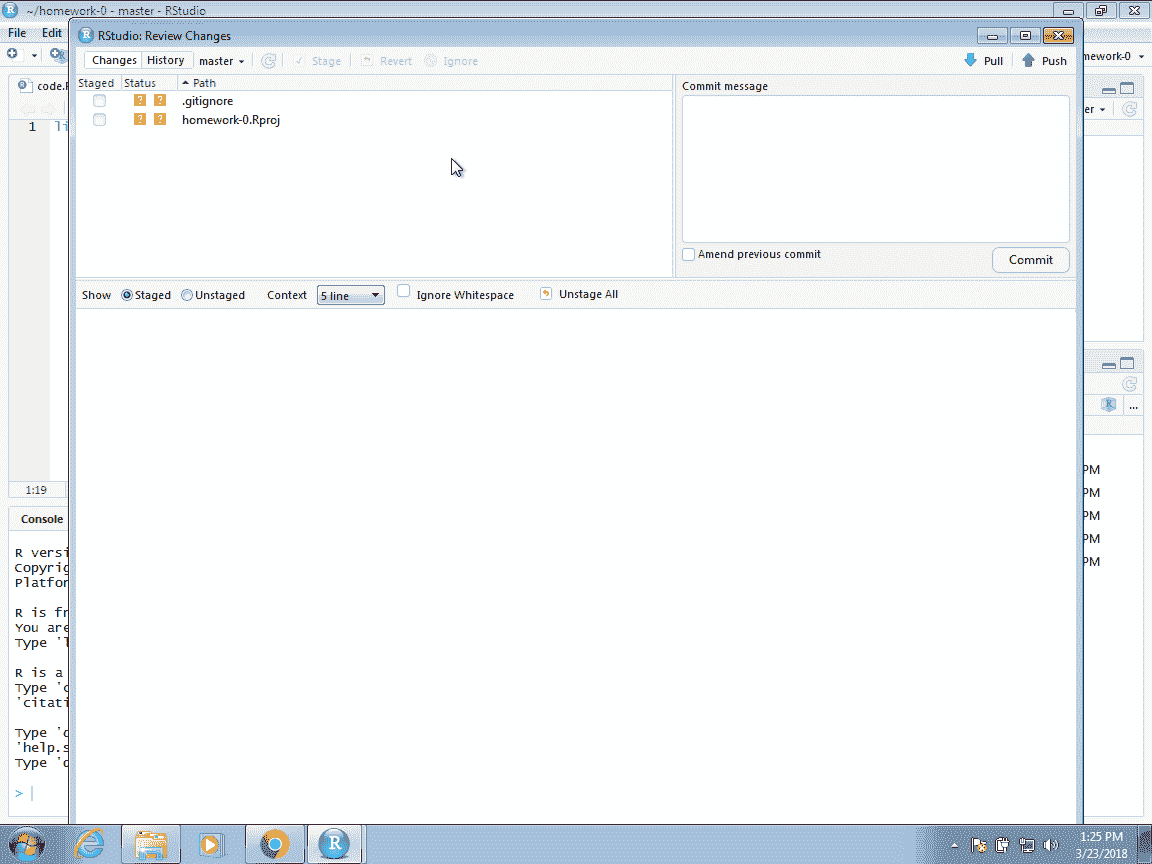 ~/homework-0 - master - RStudio
File Edit
RStudio: Review Changes
Changes History master Stage Revert Ignore Pull Push
Staged Status Path
? ? .gitignore
? ? homework-0.Rproj
Commit message
Amend previous commit
Commit
Show Staged Unstaged Context 5 line Ignore Whitespace Unstage All
code.R
1 li
1:19
Console
R versi
Copyrig
Platfor
R is fr
You are
Type 'l
R is a
Type 'c
'citati
Type 'd
'help.s
Type 'q
>
mework-0
er
...
PM
PM
PM
PM
PM
1:25 PM
3/23/2018